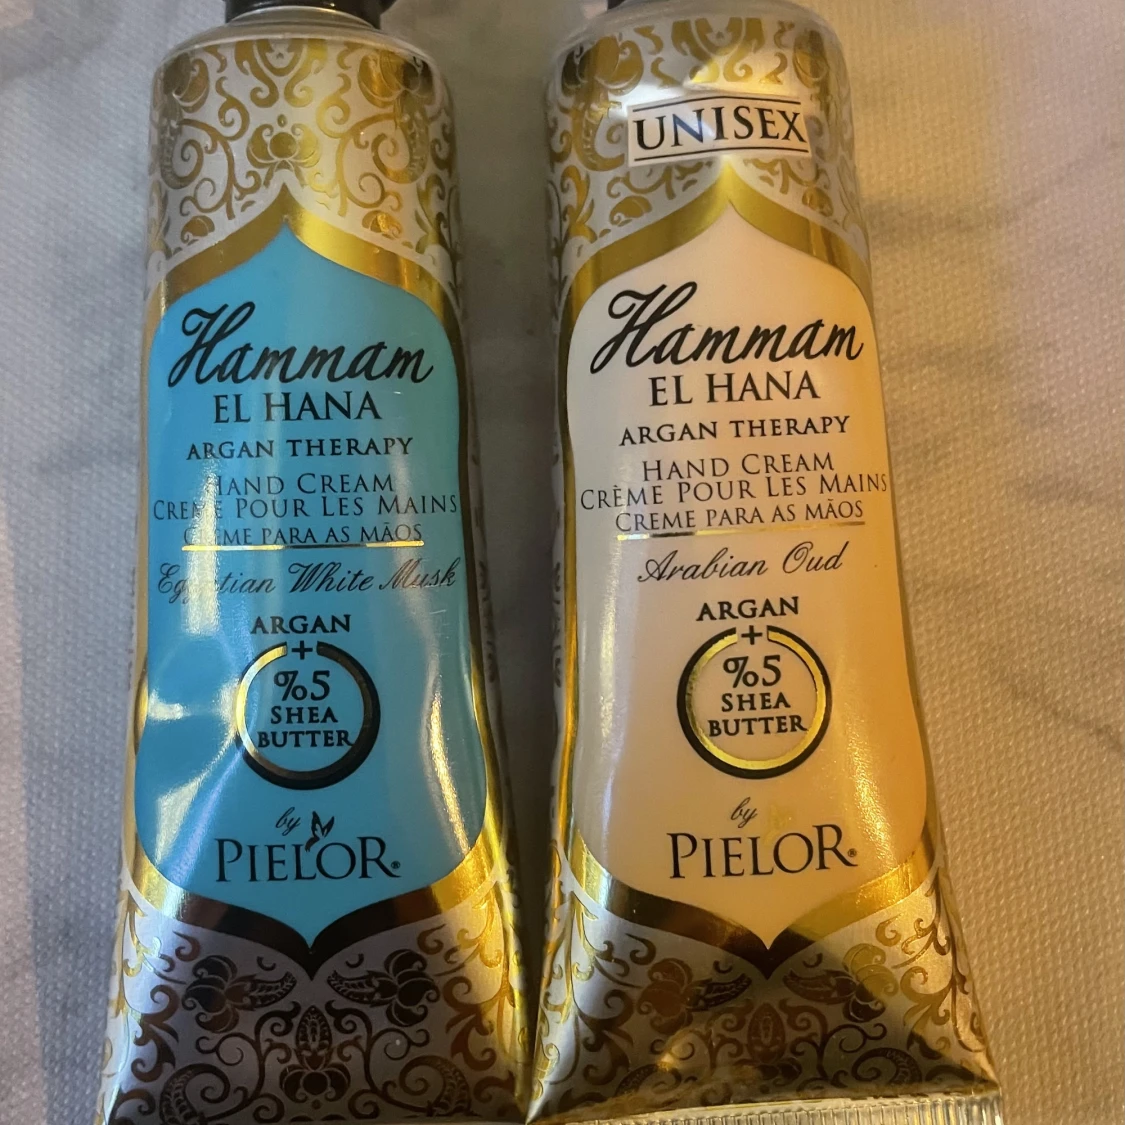 Hammam
EL HANA
ARGAN THERAPY
HAND CREAM
CRÈME POUR LES MAINS
CREME PARA AS MÃOS
Egyptian White Musk
ARGAN
+
%5
SHEA
BUTTER
by
PIELOR®
UNISEX
Hammam
EL HANA
ARGAN THERAPY
HAND CREAM
CRÈME POUR LES MAINS
CREME PARA AS MÃOS
Arabian Oud
ARGAN
+
%5
SHEA
BUTTER
by
PIELOR®